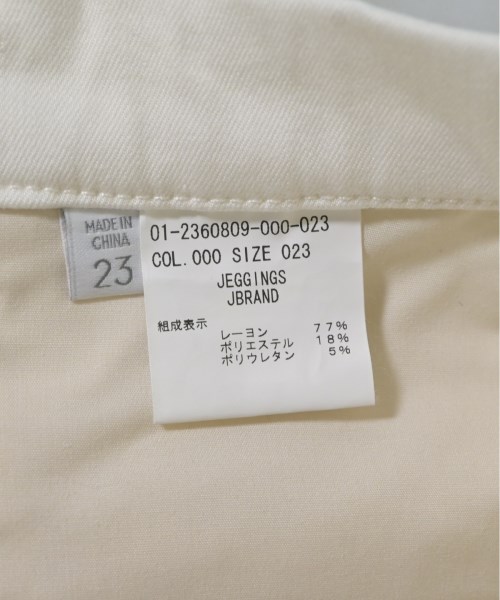 MADE IN
CHINA
23
01-2360809-000-023
COL.000 SIZE 023
JEGGINGS
JBRAND
組成表示
レーヨン 77%
ポリエステル 18%
ポリウレタン 5%